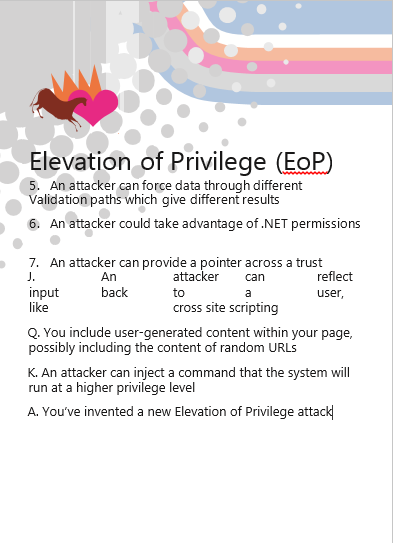 Elevation of Privilege (EoP)
5. An attacker can force data through different
Validation paths which give different results
6. An attacker could take advantage of .NET permissions
7. An attacker can provide a pointer across a trust
J. An attacker can reflect
input back to a user,
like cross site scripting
Q. You include user-generated content within your page,
possibly including the content of random URLs
K. An attacker can inject a command that the system will
run at a higher privilege level
A. You’ve invented a new Elevation of Privilege attack